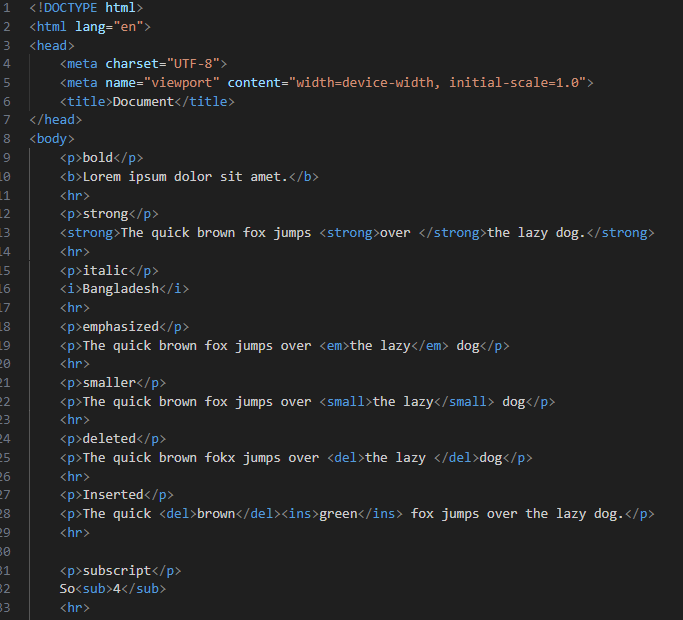 1 <!DOCTYPE html>
2 <html lang="en">
3 <head>
4     <meta charset="UTF-8">
5     <meta name="viewport" content="width=device-width, initial-scale=1.0">
6     <title>Document</title>
7 </head>
8 <body>
9     <p>bold</p>
10     <b>Lorem ipsum dolor sit amet.</b>
11     <hr>
12     <p>strong</p>
13     <strong>The quick brown fox jumps <strong>over </strong>the lazy dog.</strong>
14     <hr>
15     <p>italic</p>
16     <i>Bangladesh</i>
17     <hr>
18     <p>emphasized</p>
19     <p>The quick brown fox jumps over <em>the lazy</em> dog</p>
20     <hr>
21     <p>smaller</p>
22     <p>The quick brown fox jumps over <small>the lazy</small> dog</p>
23     <hr>
24     <p>deleted</p>
25     <p>The quick brown fokx jumps over <del>the lazy </del>dog</p>
26     <hr>
27     <p>Inserted</p>
28     <p>The quick <del>brown</del><ins>green</ins> fox jumps over the lazy dog.</p>
29     <hr>
30
31     <p>subscript</p>
32     So<sub>4</sub>
33     <hr>